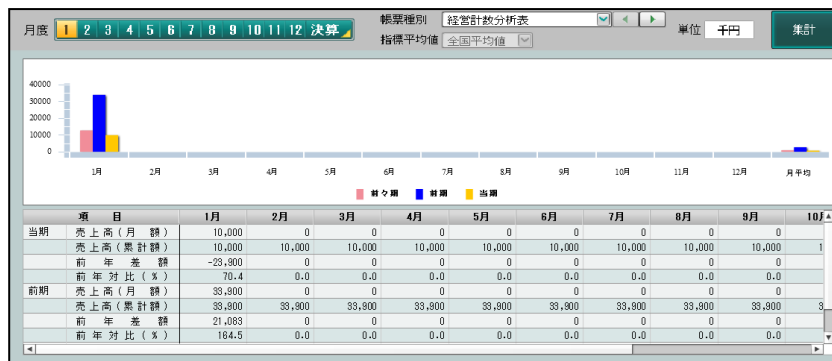 帳票種別 経営計数分析表
月度 1 2 3 4 5 6 7 8 9 10 11 12 決算 単位 千円 集計
指標平均値 全国平均値
40000
30000
20000
10000
0
1月 2月 3月 4月 5月 6月 7月 8月 9月 10月 11月 12月 月平均
前々期 前期 当期
項 目 1月 2月 3月 4月 5月 6月 7月 8月 9月 10月
当期 売上高(月 額) 10,000 0 0 0 0 0 0 0 0
売上高(累計額) 10,000 10,000 10,000 10,000 10,000 10,000 10,000 10,000 10,000 1
前 年 差 額 -23,900 0 0 0 0 0 0 0 0
前年対比(%) 70.4 0.0 0.0 0.0 0.0 0.0 0.0 0.0 0.0
前期 売上高(月 額) 33,900 0 0 0 0 0 0 0 0
売上高(累計額) 33,900 33,900 33,900 33,900 33,900 33,900 33,900 33,900 33,900 3
前 年 差 額 21,083 0 0 0 0 0 0 0 0
前年対比(%) 164.5 0.0 0.0 0.0 0.0 0.0 0.0 0.0 0.0